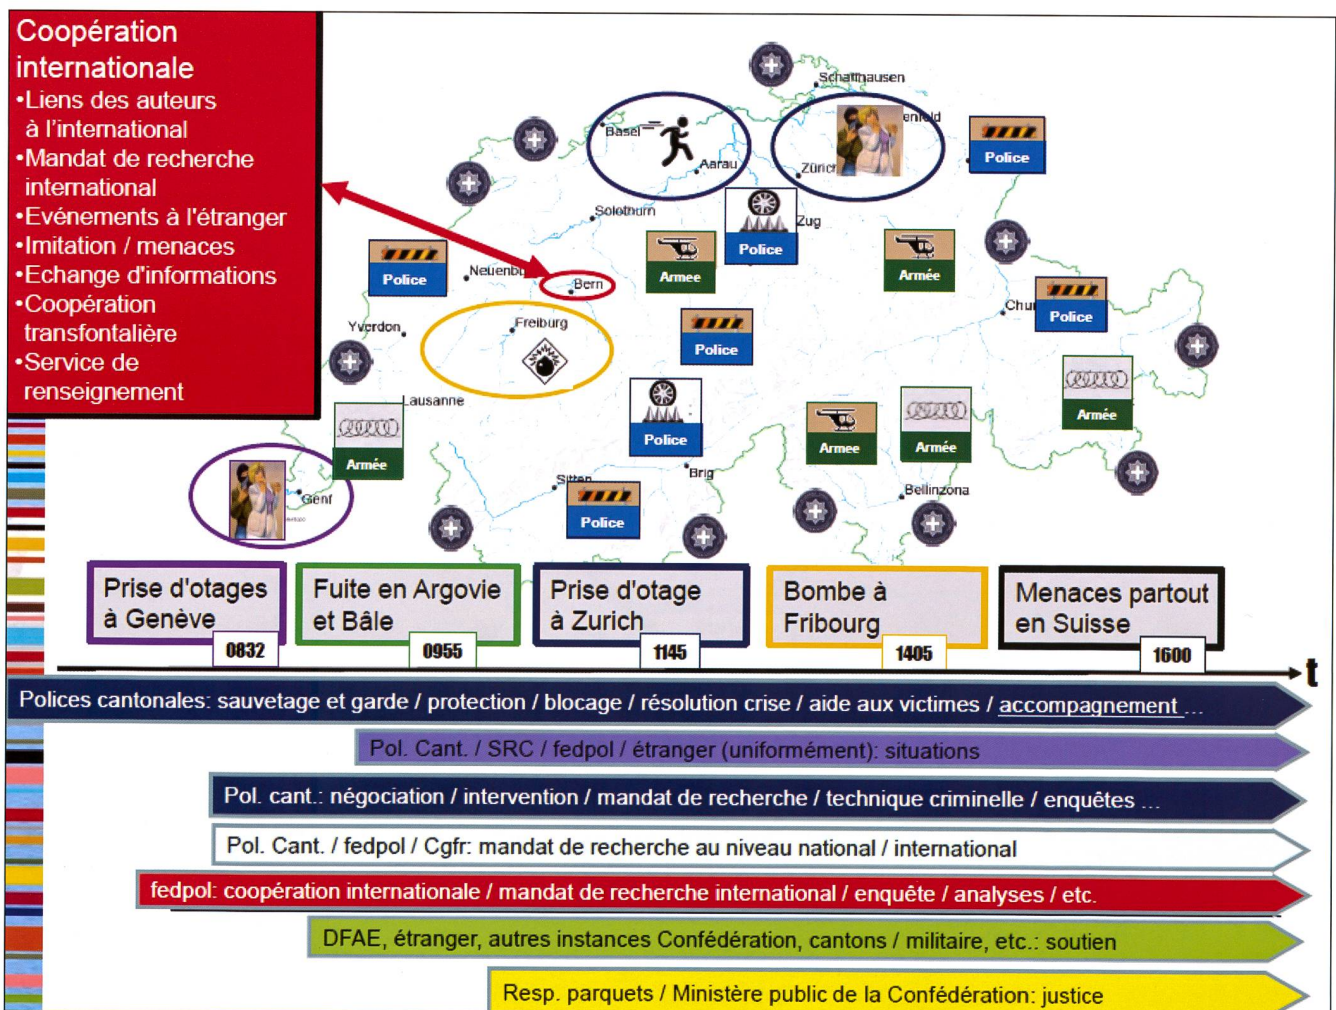 Coopération
internationale
•Liens des auteurs
à l'international
•Mandat de recherche
international
•Evénements à l'étranger
•Imitation / menaces
•Echange d'informations
•Coopération
transfontalière
•Service de
renseignement
Schaffhausen
Basel
enfeld
Aarau
Zürich
Police
Solothurn
Zug
Police
Armee
Armée
Police
Neuenbu
Bern
Chur
Police
Freiburg
Yverdon
Police
Lausanne
Armée
Police
Armee
Armée
Armée
Genf
Sitten
Brig
Bellinzona
Police
Prise d'otages
à Genève
0832
Fuite en Argovie
et Bâle
0955
Prise d'otage
à Zurich
1145
Bombe à
Fribourg
1405
Menaces partout
en Suisse
1600
t
Polices cantonales: sauvetage et garde / protection / blocage / résolution crise / aide aux victimes / accompagnement ...
Pol. Cant. / SRC / fedpol / étranger (uniformément): situations
Pol. cant.: négociation / intervention / mandat de recherche / technique criminelle / enquêtes ...
Pol. Cant. / fedpol / Cgfr: mandat de recherche au niveau national / international
fedpol: coopération internationale / mandat de recherche international / enquête / analyses / etc.
DFAE, étranger, autres instances Confédération, cantons / militaire, etc.: soutien
Resp. parquets / Ministère public de la Confédération: justice